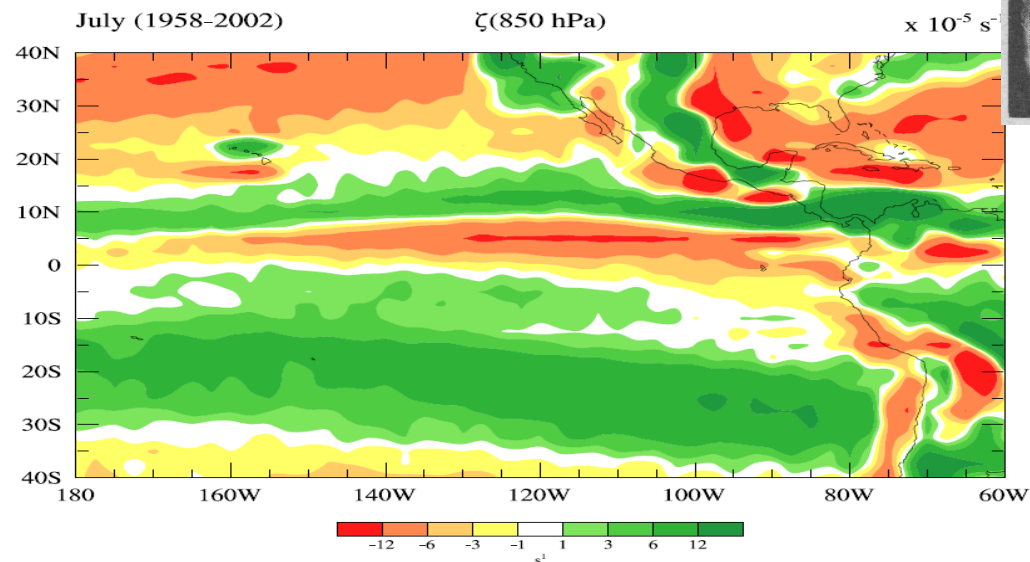 July (1958-2002) ζ(850 hPa) x 10⁻⁵ s⁻¹
40N
30N
20N
10N
0
10S
20S
30S
40S
180 160W 140W 120W 100W 80W 60W
-12 -6 -3 -1 1 3 6 12
s¹